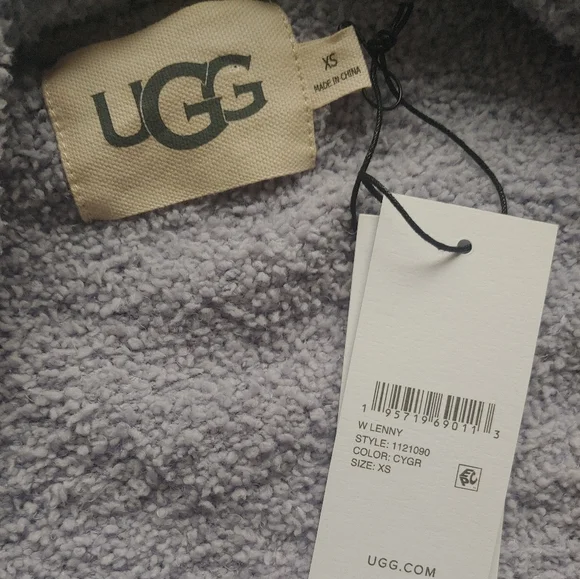 UGG
XS
MADE IN CHINA
1 95719 69011 3
W LENNY
STYLE: 1121090
COLOR: CYGR
SIZE: XS
UGG.COM